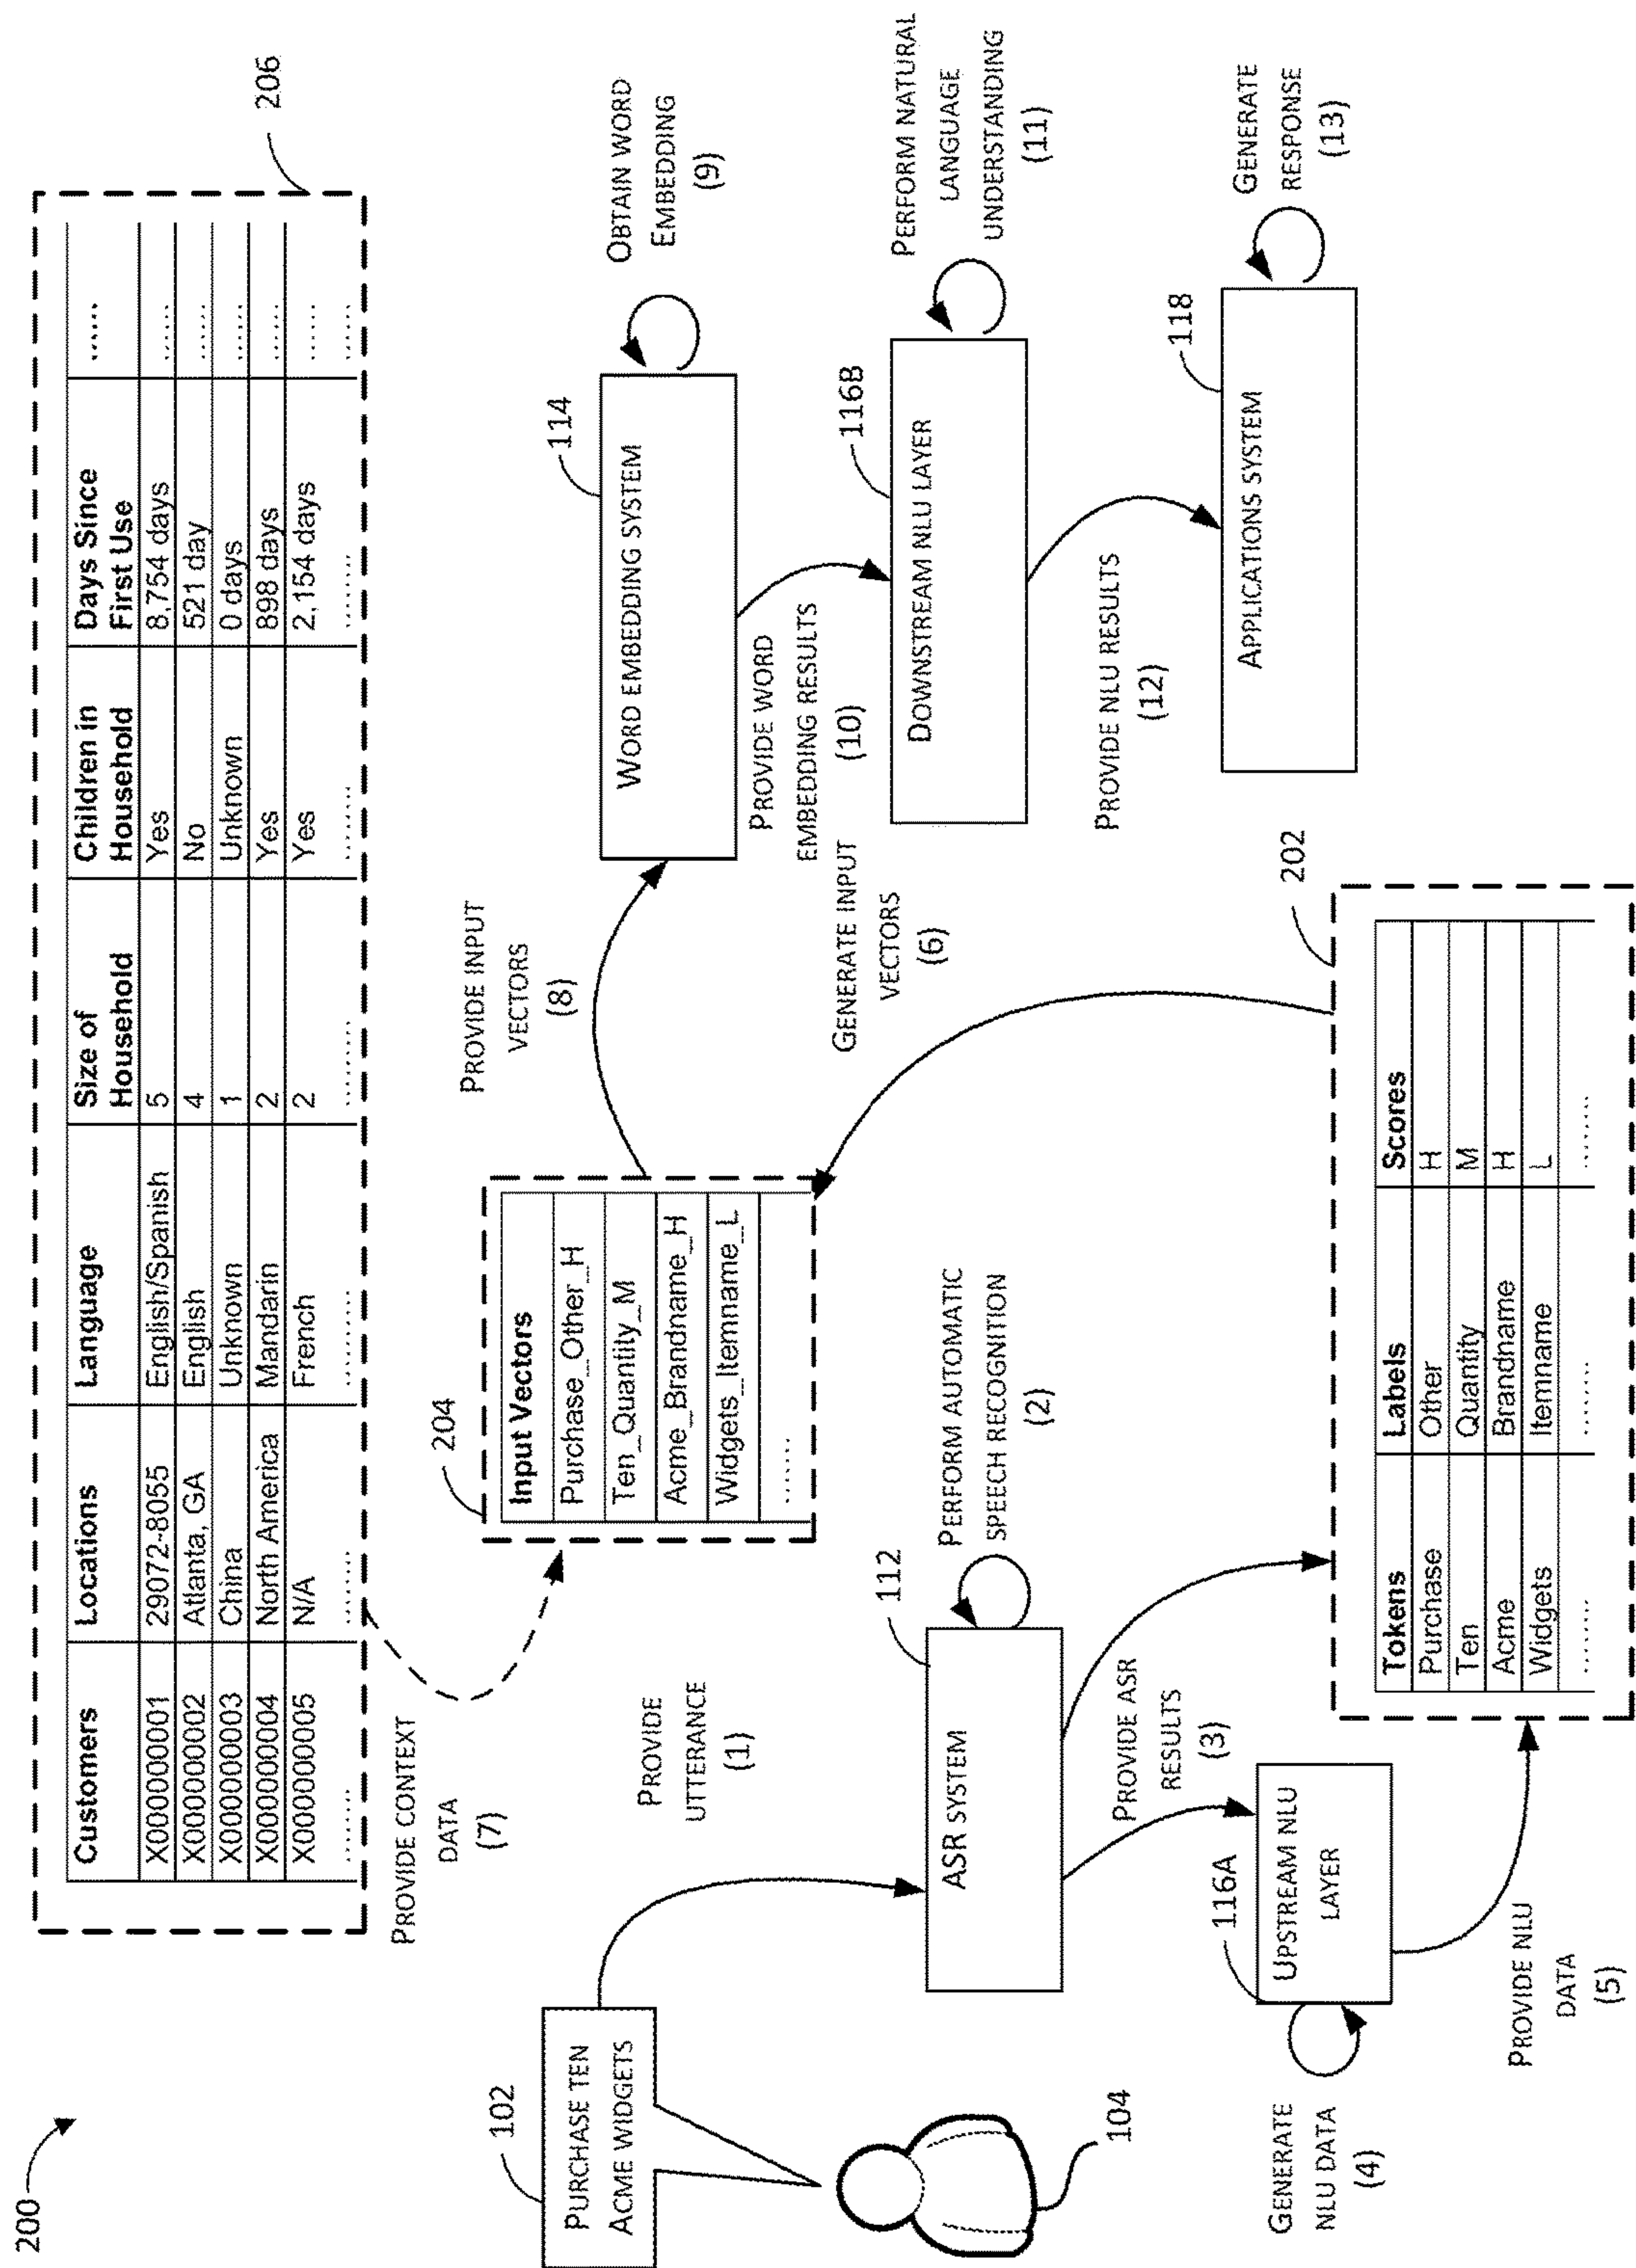 200
206
Customers Locations Language Size of Household Children in Household Days Since First Use ......
X00000001 29072-8055 English/Spanish 5 Yes 8,754 days ......
X00000002 Atlanta, GA English 4 No 521 day ......
X00000003 China Unknown 1 Unknown 0 days ......
X00000004 North America Mandarin 2 Yes 898 days ......
X00000005 N/A French 2 Yes 2,154 days ......
...... ...... ...... ...... ...... ...... ......
PROVIDE CONTEXT
DATA
(7)
102
PURCHASE TEN
ACME WIDGETS
104
PROVIDE
UTTERANCE
(1)
204
Input Vectors
Purchase_Other_H
Ten_Quantity_M
Acme_Brandname_H
Widgets_Itemname_L
......
PROVIDE INPUT
VECTORS
(8)
114
WORD EMBEDDING SYSTEM
OBTAIN WORD
EMBEDDING
(9)
PROVIDE WORD
EMBEDDING RESULTS
(10)
GENERATE INPUT
VECTORS
(6)
116B
DOWNSTREAM NLU LAYER
PERFORM NATURAL
LANGUAGE
UNDERSTANDING
(11)
112
ASR SYSTEM
PERFORM AUTOMATIC
SPEECH RECOGNITION
(2)
PROVIDE ASR
RESULTS
(3)
PROVIDE NLU RESULTS
(12)
118
APPLICATIONS SYSTEM
GENERATE
RESPONSE
(13)
116A
UPSTREAM NLU
LAYER
GENERATE
NLU DATA
(4)
PROVIDE NLU
DATA
(5)
202
Tokens Labels Scores
Purchase Other H
Ten Quantity M
Acme Brandname H
Widgets Itemname L
...... ...... ......